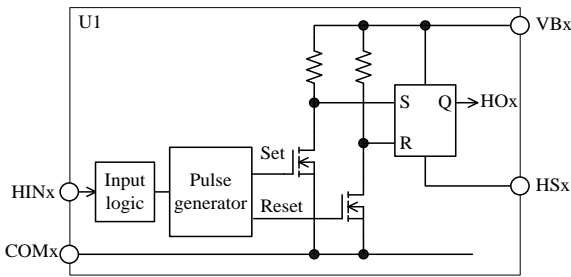 U1
VBx
S Q
HOx
R
Set
Input
logic
Pulse
generator
HINx
HSx
Reset
COMx